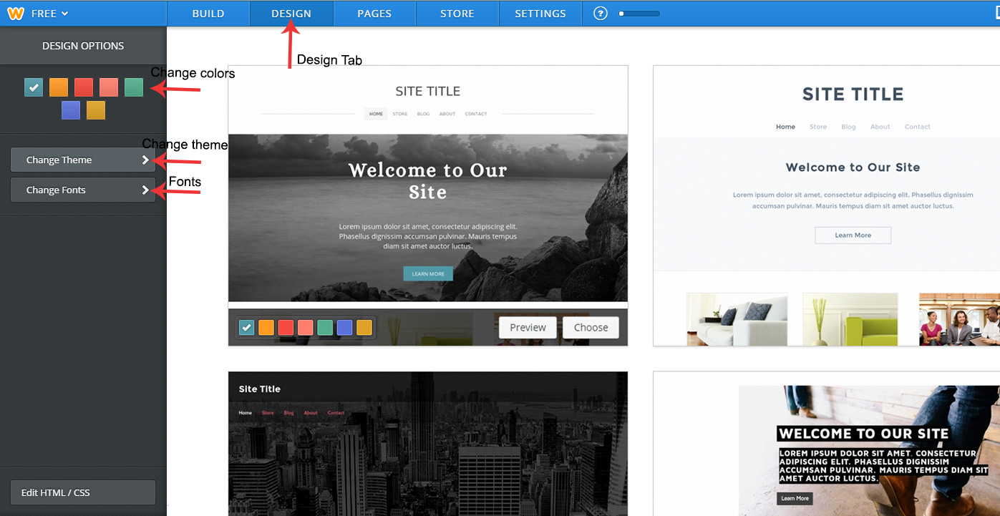 FREE
BUILD
DESIGN
PAGES
STORE
SETTINGS
?
DESIGN OPTIONS
Design Tab
Change colors
Change theme
Change Theme
Fonts
Change Fonts
Edit HTML / CSS
SITE TITLE
HOME STORE BLOG ABOUT CONTACT
Welcome to Our
Site
Lorem ipsum dolor sit amet, consectetur adipiscing elit.
Phasellus dignissim accumsan pulvinar. Mauris tempus
diam sit amet auctor luctus.
LEARN MORE
Preview
Choose
SITE TITLE
Home Store Blog About Contact
Welcome to Our Site
Lorem ipsum dolor sit amet, consectetur adipiscing elit. Phasellus dignissim
accumsan pulvinar. Mauris tempus diam sit amet auctor luctus.
Learn More
Site Title
Home Store Blog About Contact
WELCOME TO OUR SITE
LOREM IPSUM DOLOR SIT AMET, CONSECTETUR
ADIPISCING ELIT. PHASELLUS DIGNISSIM
ACCUMSAN PULVINAR. MAURIS TEMPUS DIAM SIT
AMET AUCTOR LUCTUS.
Learn More